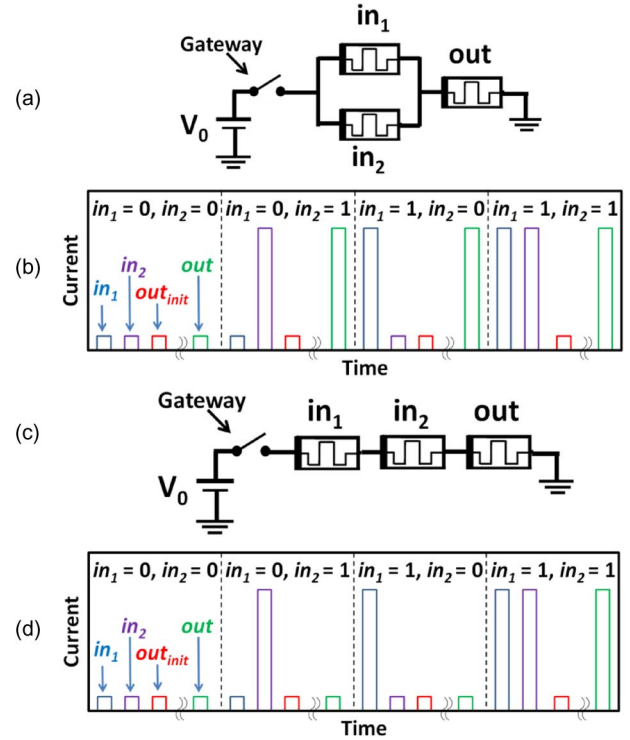 (a)
Gateway
in1
out
V0
in2
(b)
Current
in1 = 0, in2 = 0
in1 = 0, in2 = 1
in1 = 1, in2 = 0
in1 = 1, in2 = 1
in1
in2
outinit
out
Time
(c)
Gateway
in1
in2
out
V0
(d)
Current
in1 = 0, in2 = 0
in1 = 0, in2 = 1
in1 = 1, in2 = 0
in1 = 1, in2 = 1
in1
in2
outinit
out
Time